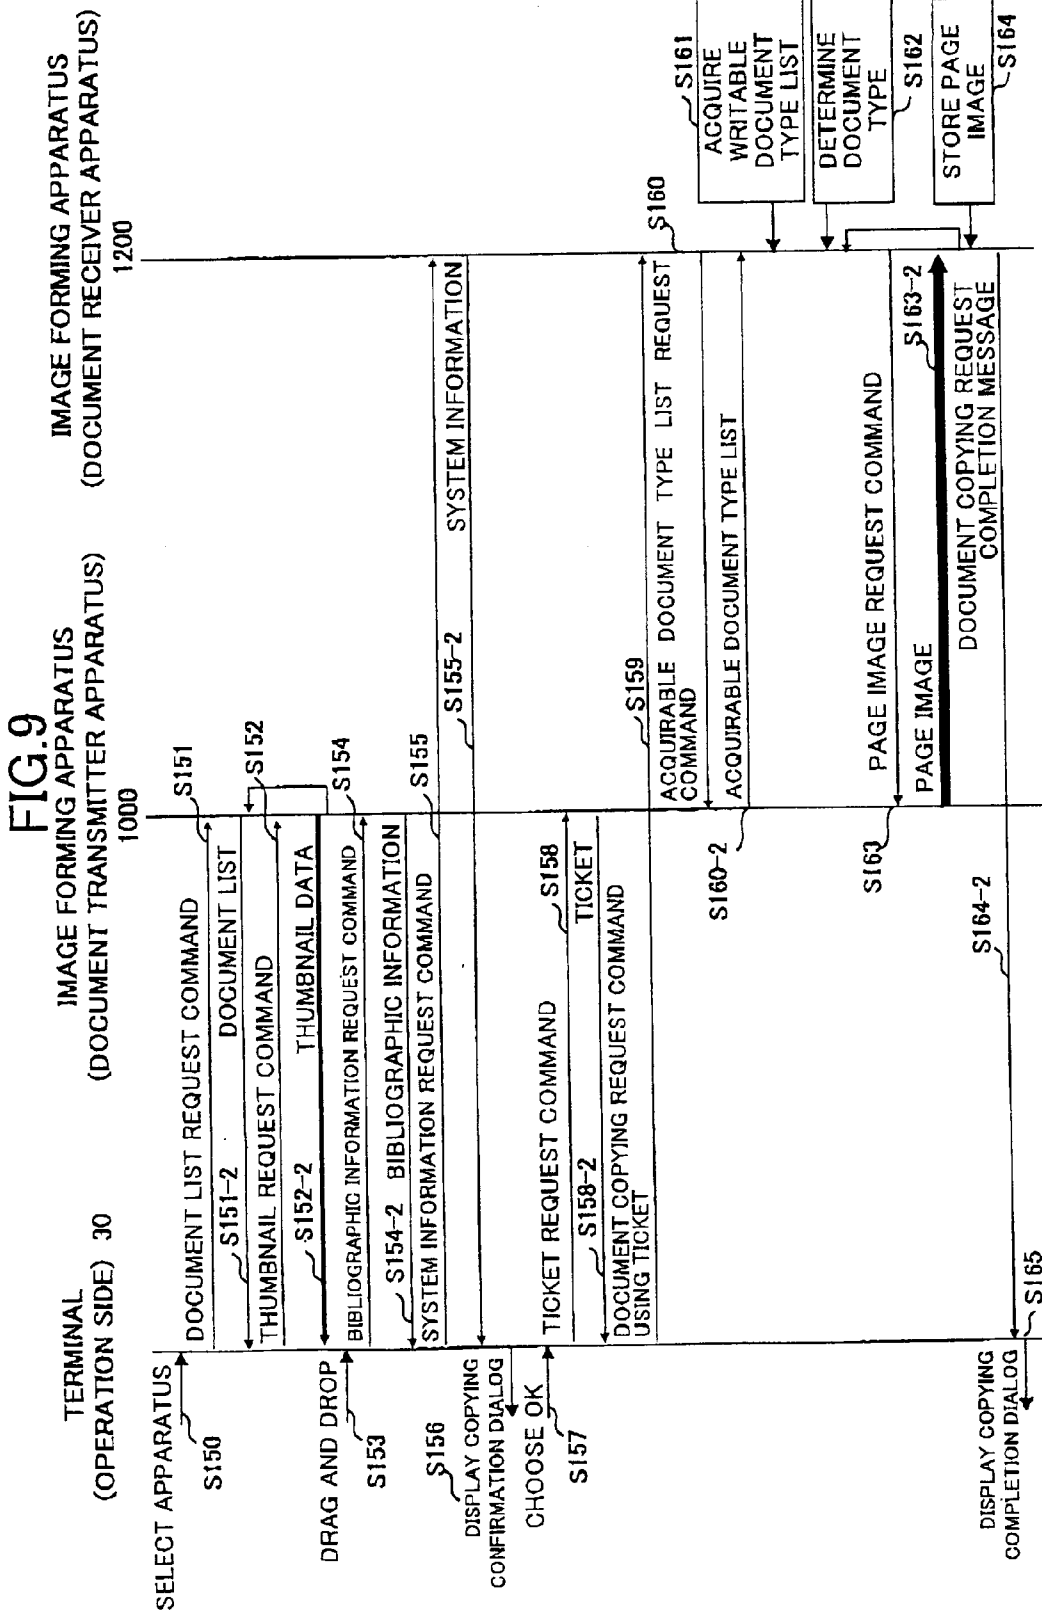 FIG.9
TERMINAL
(OPERATION SIDE) 30
IMAGE FORMING APPARATUS
(DOCUMENT TRANSMITTER APPARATUS)
1000
IMAGE FORMING APPARATUS
(DOCUMENT RECEIVER APPARATUS)
1200
SELECT APPARATUS
S150
DOCUMENT LIST REQUEST COMMAND
S151
S151-2
DOCUMENT LIST
THUMBNAIL REQUEST COMMAND
S152
S152-2
THUMBNAIL DATA
DRAG AND DROP
S153
BIBLIOGRAPHIC INFORMATION REQUEST COMMAND
S154
S154-2
BIBLIOGRAPHIC INFORMATION
SYSTEM INFORMATION REQUEST COMMAND
S155
SYSTEM INFORMATION
S155-2
S156
DISPLAY COPYING
CONFIRMATION DIALOG
CHOOSE OK
S157
TICKET REQUEST COMMAND
S158
S158-2
TICKET
DOCUMENT COPYING REQUEST COMMAND
USING TICKET
S159
ACQUIRABLE DOCUMENT TYPE LIST REQUEST
COMMAND
S160
ACQUIRABLE DOCUMENT TYPE LIST
S160-2
S161
ACQUIRE
WRITABLE
DOCUMENT
TYPE LIST
DETERMINE
DOCUMENT
TYPE
S162
PAGE IMAGE REQUEST COMMAND
S163
PAGE IMAGE
S163-2
STORE PAGE
IMAGE
S164
DOCUMENT COPYING REQUEST
COMPLETION MESSAGE
S164-2
DISPLAY COPYING
COMPLETION DIALOG
S165